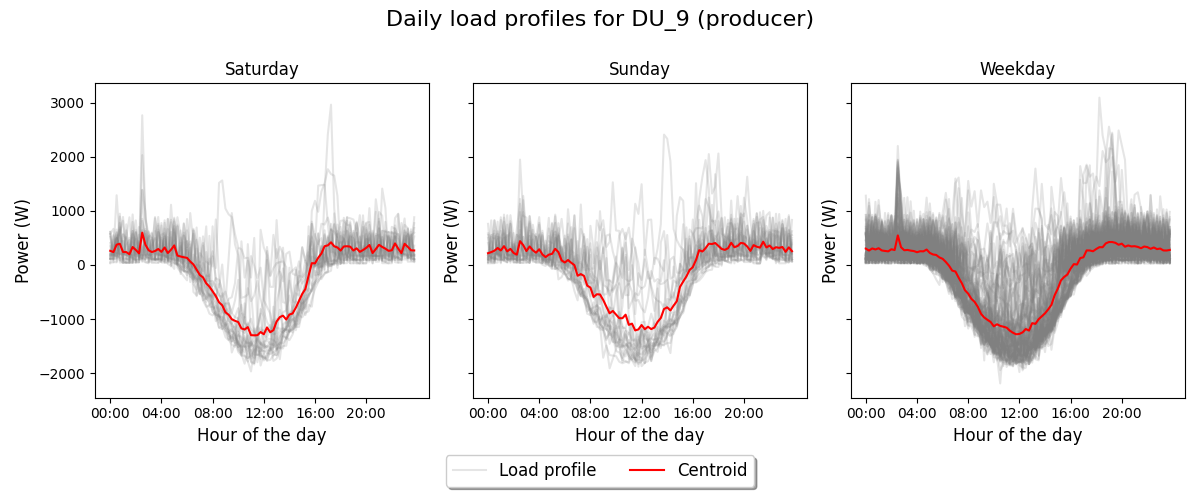 Daily load profiles for DU_9 (producer)
Saturday
Sunday
Weekday
Power (W)
3000
2000
1000
0
−1000
−2000
00:00 04:00 08:00 12:00 16:00 20:00
Hour of the day
Power (W)
00:00 04:00 08:00 12:00 16:00 20:00
Hour of the day
Power (W)
00:00 04:00 08:00 12:00 16:00 20:00
Hour of the day
Load profile
Centroid